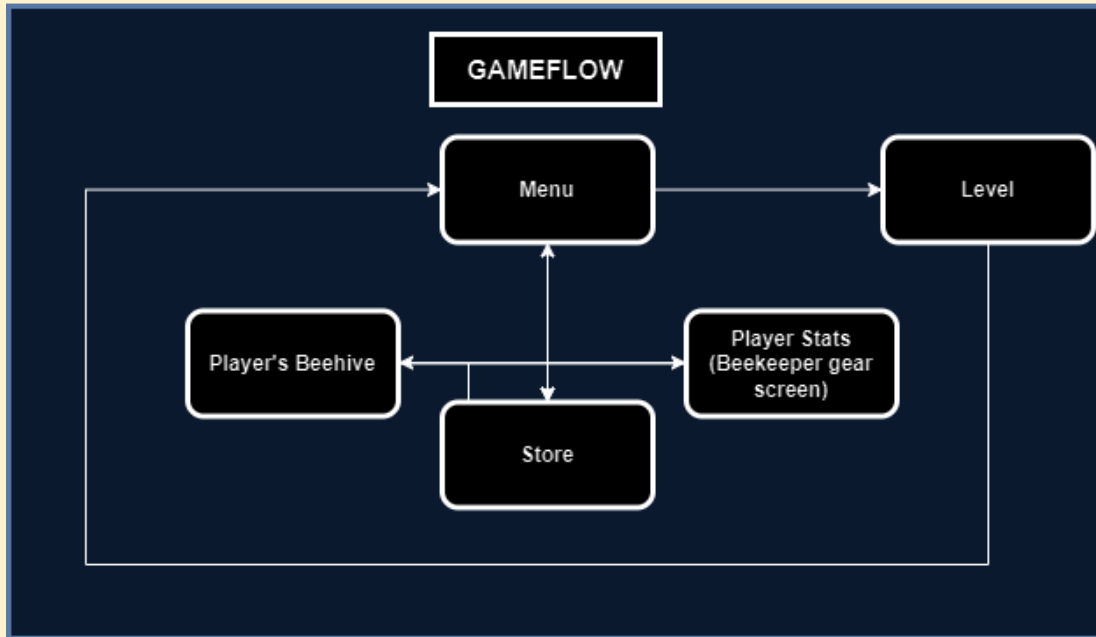 GAMEFLOW
Menu
Level
Player's Beehive
Player Stats
(Beekeeper gear
screen)
Store